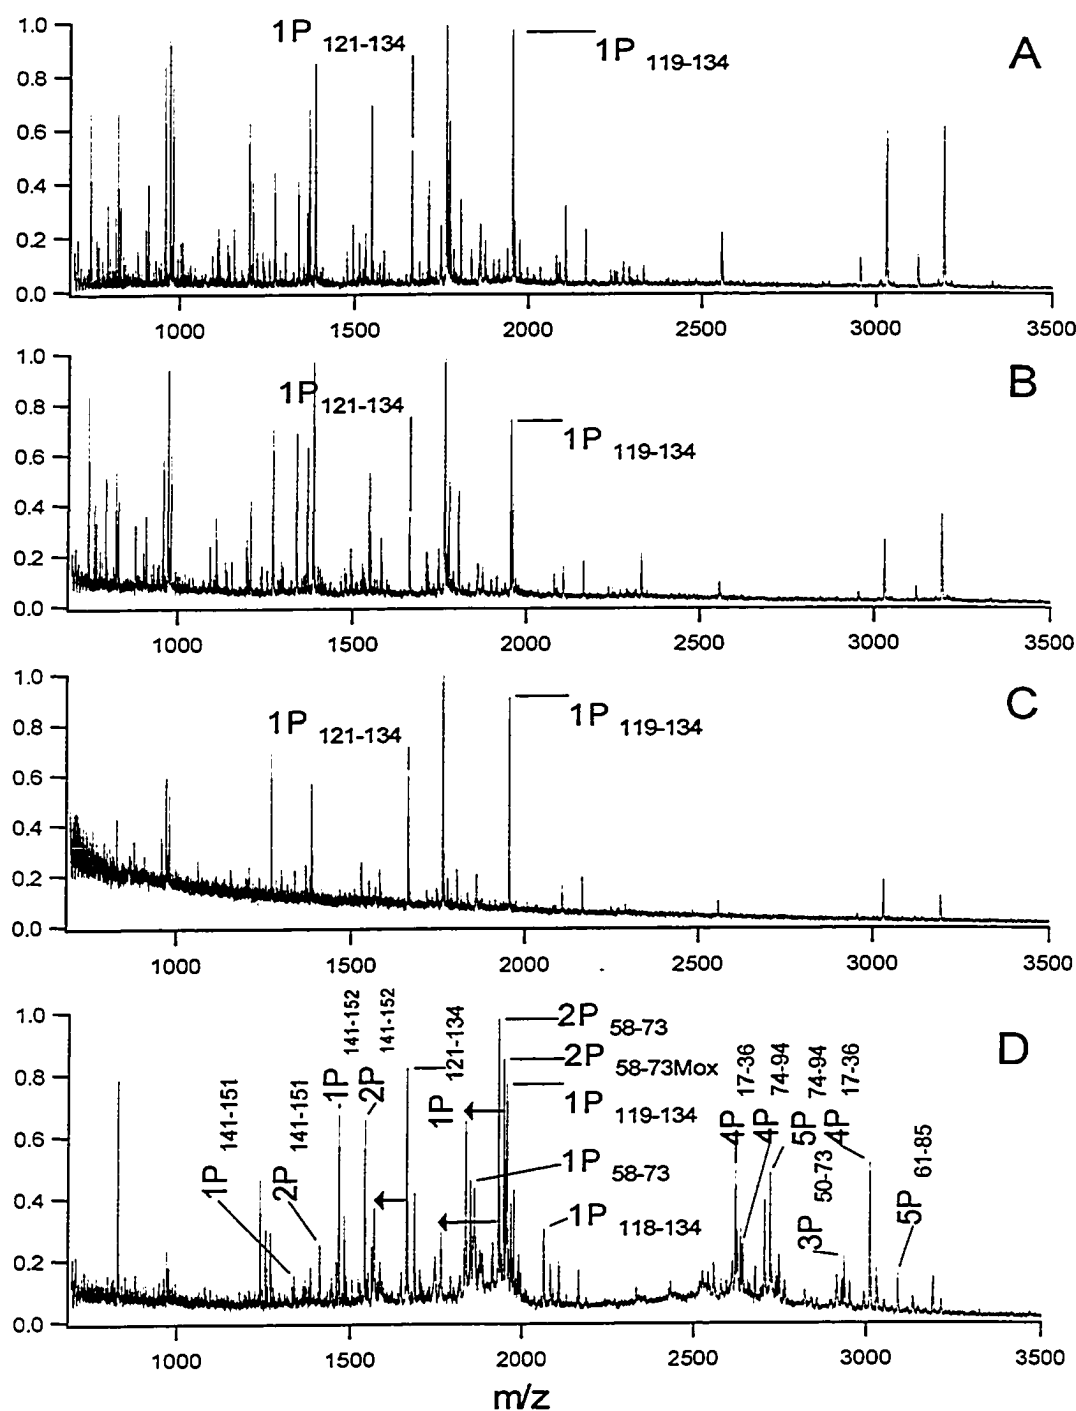 A
1P 121-134
1P 119-134
1.0
0.8
0.6
0.4
0.2
0.0
1000 1500 2000 2500 3000 3500
B
1P 121-134
1P 119-134
1.0
0.8
0.6
0.4
0.2
0.0
1000 1500 2000 2500 3000 3500
C
1P 121-134
1P 119-134
1.0
0.8
0.6
0.4
0.2
0.0
1000 1500 2000 2500 3000 3500
D
1P 141-151
2P 141-151
1P 141-152
2P 141-152
1P 121-134
2P 58-73
2P 58-73Mox
1P 119-134
1P 58-73
1P 118-134
4P 17-36
4P 74-94
5P 74-94
4P 17-36
3P 50-73
5P 61-85
1.0
0.8
0.6
0.4
0.2
0.0
1000 1500 2000 2500 3000 3500
m/z